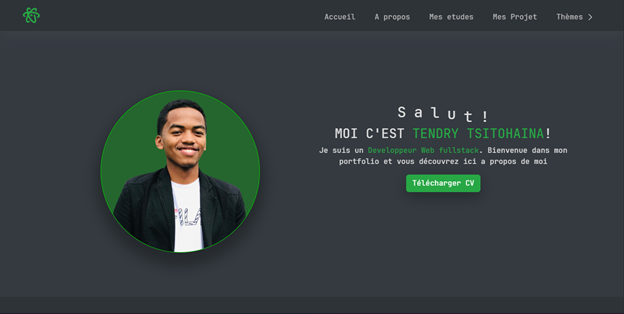 Accueil A propos Mes etudes Mes Projet Thèmes
Salut!
MOI C'EST TENDRY TSITOHAINA!
Je suis un Developpeur Web fullstack. Bienvenue dans mon
portfolio et vous découvrez ici a propos de moi
Télécharger CV